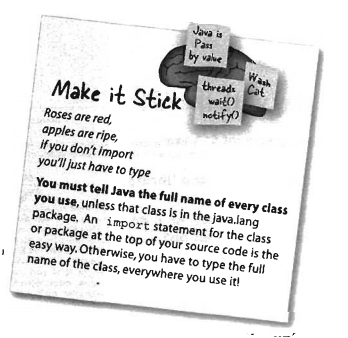 Java is
Pass
by value
Wash
Cat
threads
wait()
notify()
Make it Stick
Roses are red,
apples are ripe,
if you don't import
you'll just have to type
You must tell Java the full name of every class
you use, unless that class is in the java.lang
package. An import statement for the class
or package at the top of your source code is the
easy way. Otherwise, you have to type the full
name of the class, everywhere you use it!